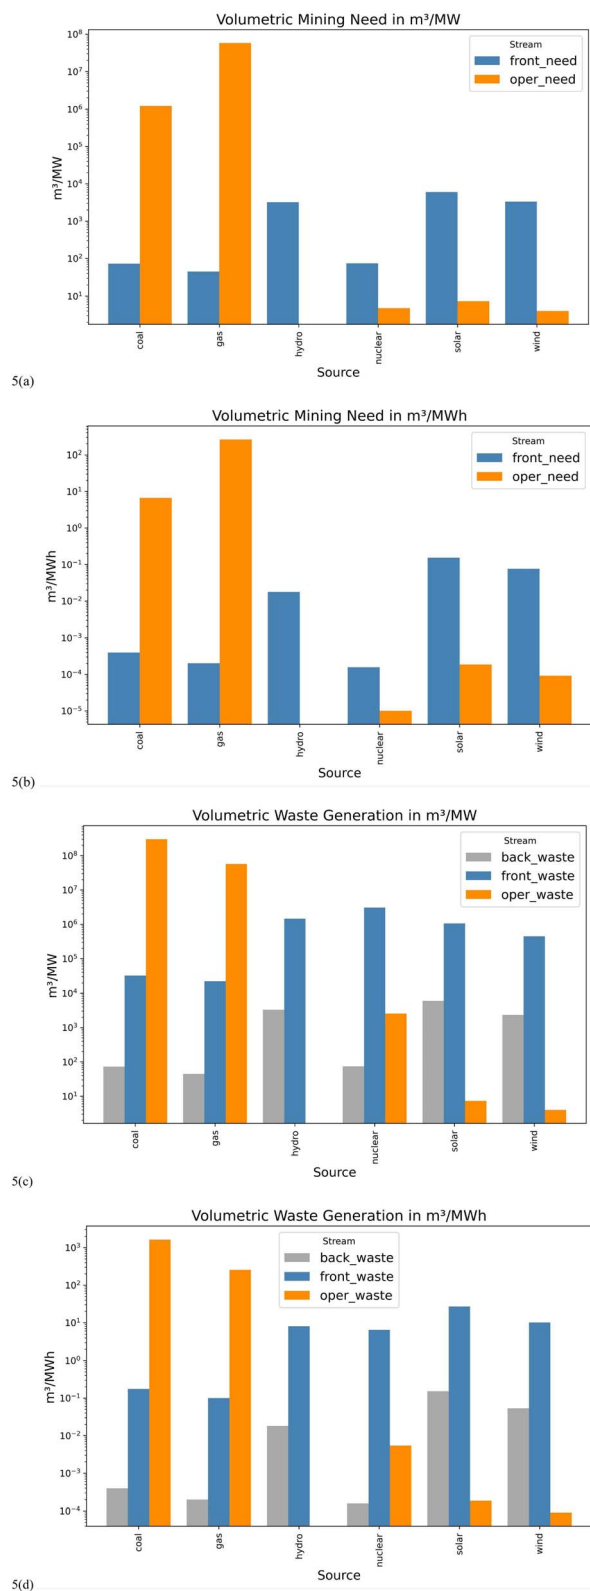 Volumetric Mining Need in m³/MW
10⁸
10⁷
10⁶
10⁵
10⁴
10³
10²
10¹
m³/MW
Stream
front_need
oper_need
coal
gas
hydro
nuclear
solar
wind
Source
5(a)
Volumetric Mining Need in m³/MWh
10²
10¹
10⁰
10⁻¹
10⁻²
10⁻³
10⁻⁴
10⁻⁵
m³/MWh
Stream
front_need
oper_need
coal
gas
hydro
nuclear
solar
wind
Source
5(b)
Volumetric Waste Generation in m³/MW
10⁸
10⁷
10⁶
10⁵
10⁴
10³
10²
10¹
m³/MW
Stream
back_waste
front_waste
oper_waste
coal
gas
hydro
nuclear
solar
wind
Source
5(c)
Volumetric Waste Generation in m³/MWh
10³
10²
10¹
10⁰
10⁻¹
10⁻²
10⁻³
10⁻⁴
m³/MWh
Stream
back_waste
front_waste
oper_waste
coal
gas
hydro
nuclear
solar
wind
Source
5(d)